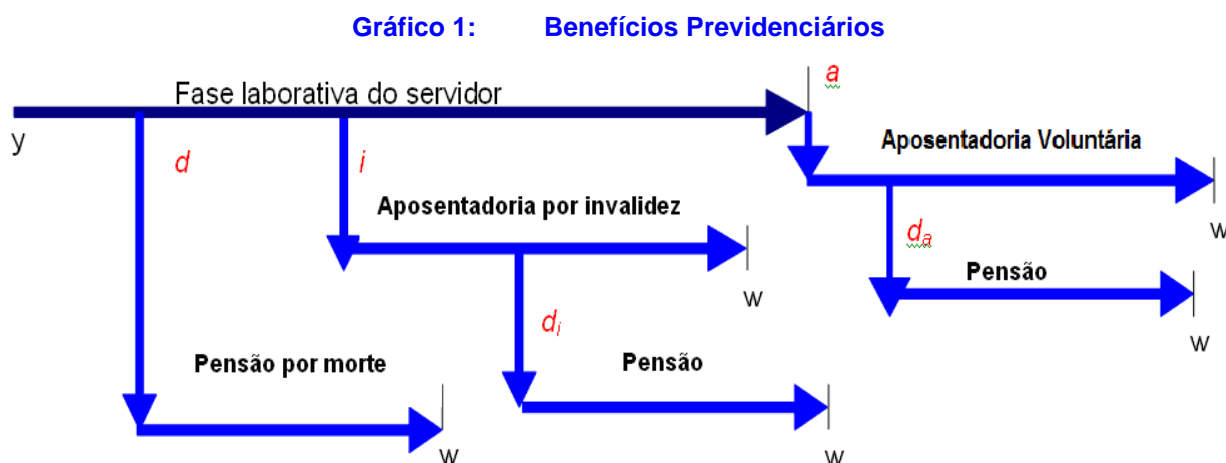 Gráfico 1: Benefícios Previdenciários
Fase laborativa do servidor
a
y
d
i
Aposentadoria Voluntária
w
Aposentadoria por invalidez
da
Pensão
w
w
di
Pensão por morte
Pensão
w
w